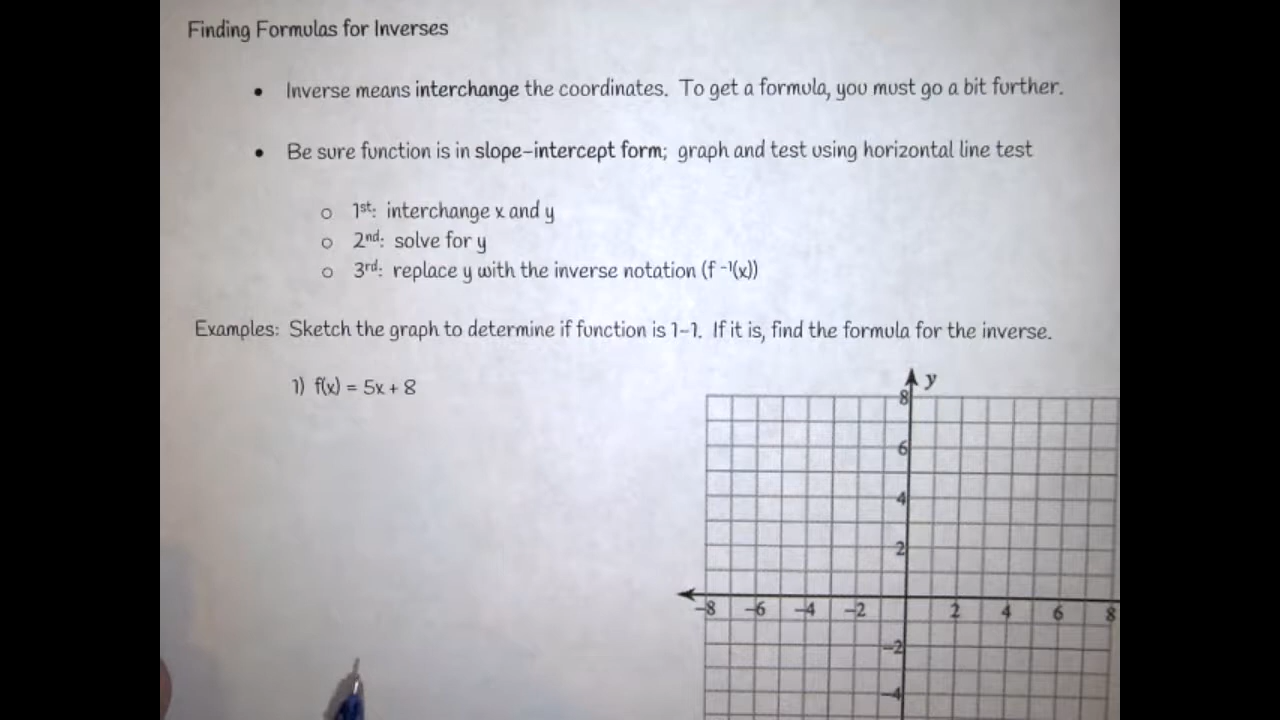 Finding Formulas for Inverses
• Inverse means interchange the coordinates. To get a formula, you must go a bit further.
• Be sure function is in slope-intercept form; graph and test using horizontal line test
o 1st: interchange x and y
o 2nd: solve for y
o 3rd: replace y with the inverse notation (f -1(x))
Examples: Sketch the graph to determine if function is 1-1. If it is, find the formula for the inverse.
1) f(x) = 5x + 8
y
8
6
4
2
-8 -6 -4 -2 2 4 6 8
-2
-4